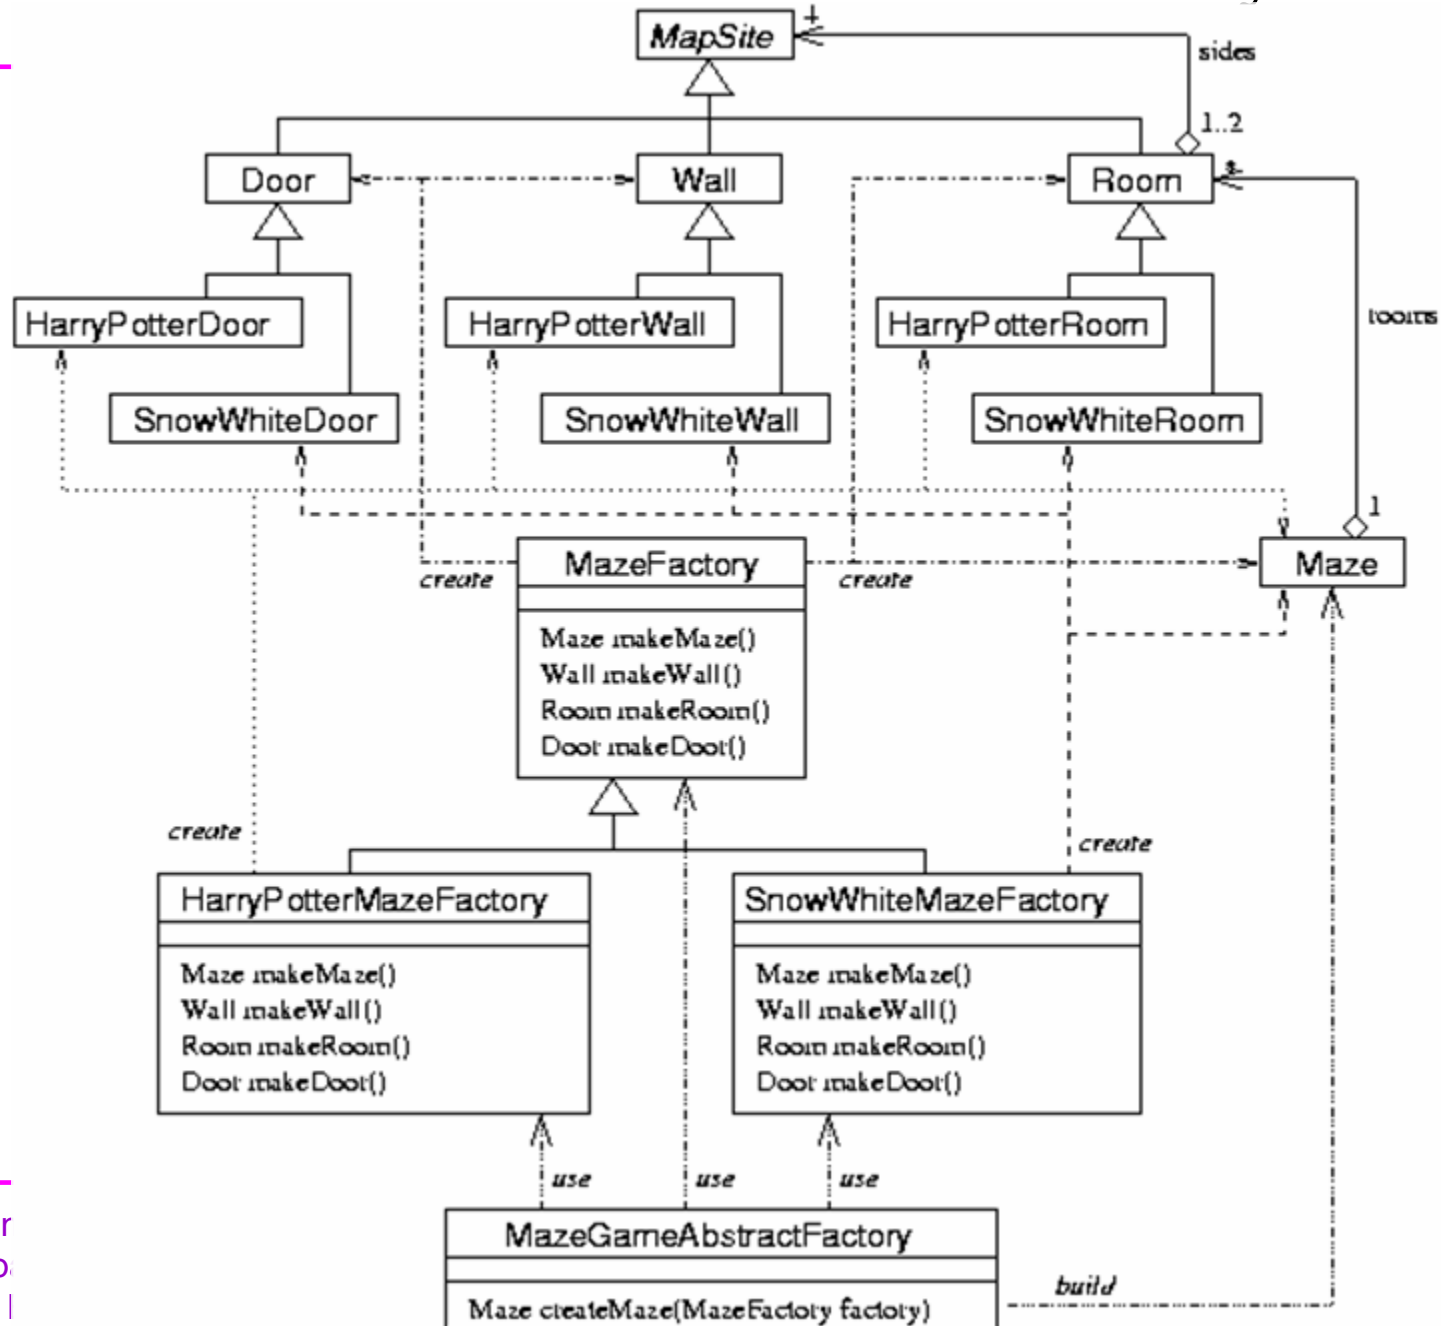 MapSite
4
sides
1..2
Door
Wall
Room
*
HarryPotterDoor
HarryPotterWall
HarryPotterRoom
rooms
SnowWhiteDoor
SnowWhiteWall
SnowWhiteRoom
1
MazeFactory
Maze
create
create
Maze makeMaze()
Wall makeWall()
Room makeRoom()
Door makeDoor()
create
create
HarryPotterMazeFactory
SnowWhiteMazeFactory
Maze makeMaze()
Wall makeWall()
Room makeRoom()
Door makeDoor()
Maze makeMaze()
Wall makeWall()
Room makeRoom()
Door makeDoor()
use
use
use
MazeGameAbstractFactory
build
Maze createMaze(MazeFactory factory)